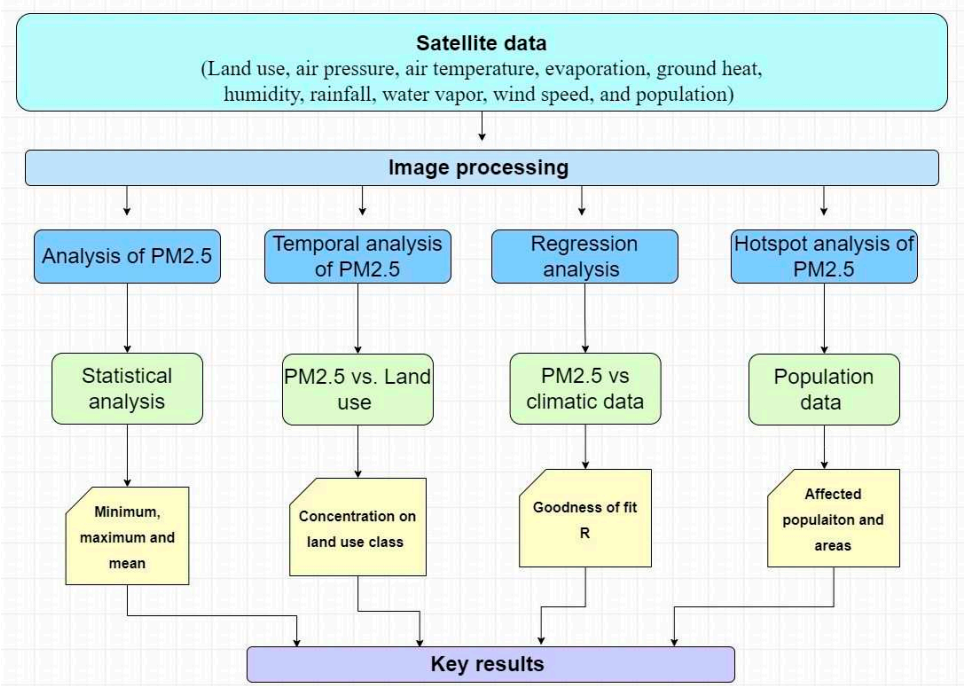 Satellite data
(Land use, air pressure, air temperature, evaporation, ground heat,
humidity, rainfall, water vapor, wind speed, and population)
Image processing
Analysis of PM2.5
Temporal analysis
of PM2.5
Regression
analysis
Hotspot analysis of
PM2.5
Statistical
analysis
PM2.5 vs. Land
use
PM2.5 vs
climatic data
Population
data
Minimum,
maximum and
mean
Concentration on
land use class
Goodness of fit
R
Affected
populaiton and
areas
Key results